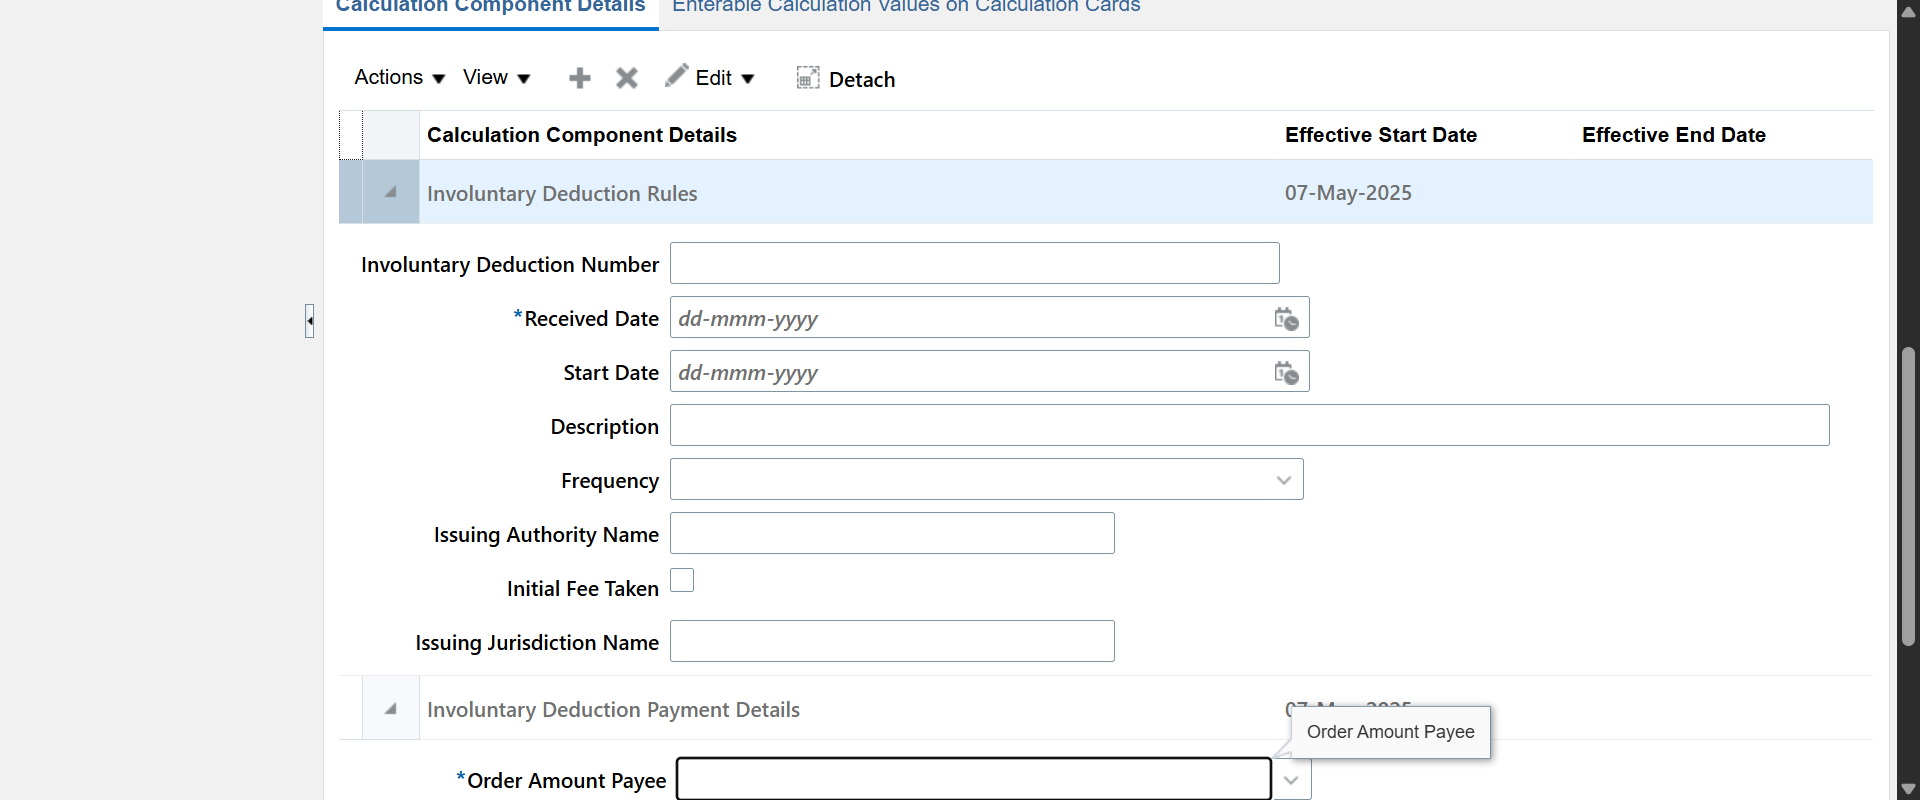 Calculation Component Details Enterable Calculation Values on Calculation Cards
Actions View Edit Detach
Calculation Component Details Effective Start Date Effective End Date
Involuntary Deduction Rules 07-May-2025
Involuntary Deduction Number
*Received Date dd-mmm-yyyy
Start Date dd-mmm-yyyy
Description
Frequency
Issuing Authority Name
Initial Fee Taken
Issuing Jurisdiction Name
Involuntary Deduction Payment Details 07-May-2025
Order Amount Payee
*Order Amount Payee